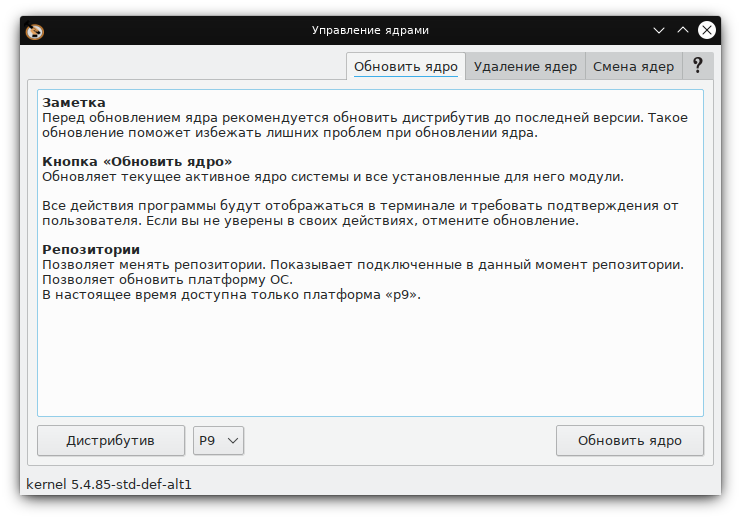 Управление ядрами
Обновить ядро
Удаление ядер
Смена ядер
?
Заметка
Перед обновлением ядра рекомендуется обновить дистрибутив до последней версии. Такое
обновление поможет избежать лишних проблем при обновлении ядра.
Кнопка «Обновить ядро»
Обновляет текущее активное ядро системы и все установленные для него модули.
Все действия программы будут отображаться в терминале и требовать подтверждения от
пользователя. Если вы не уверены в своих действиях, отмените обновление.
Репозитории
Позволяет менять репозитории. Показывает подключенные в данный момент репозитории.
Позволяет обновить платформу ОС.
В настоящее время доступна только платформа «p9».
Дистрибутив
P9
Обновить ядро
kernel 5.4.85-std-def-alt1